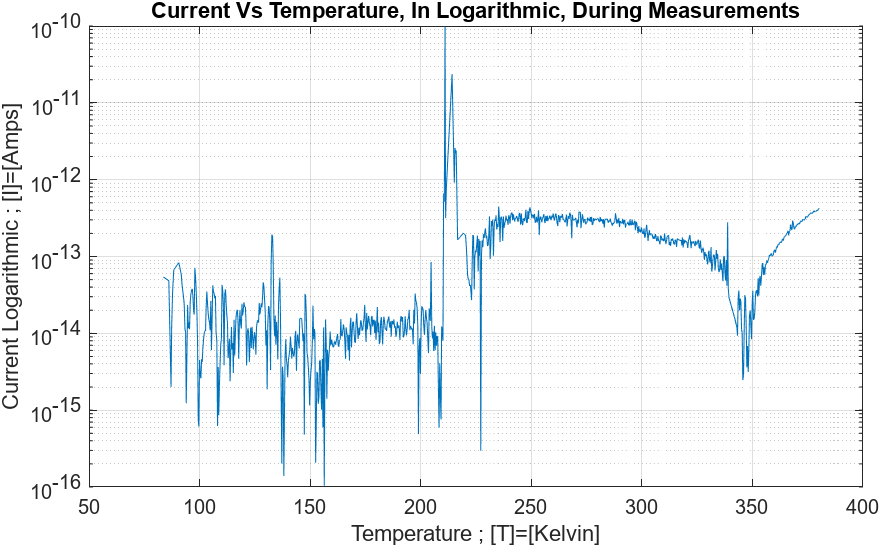 Current Vs Temperature, In Logarithmic, During Measurements
10^-10
10^-11
10^-12
10^-13
10^-14
10^-15
10^-16
Current Logarithmic ; [I]=[Amps]
50 100 150 200 250 300 350 400
Temperature ; [T]=[Kelvin]